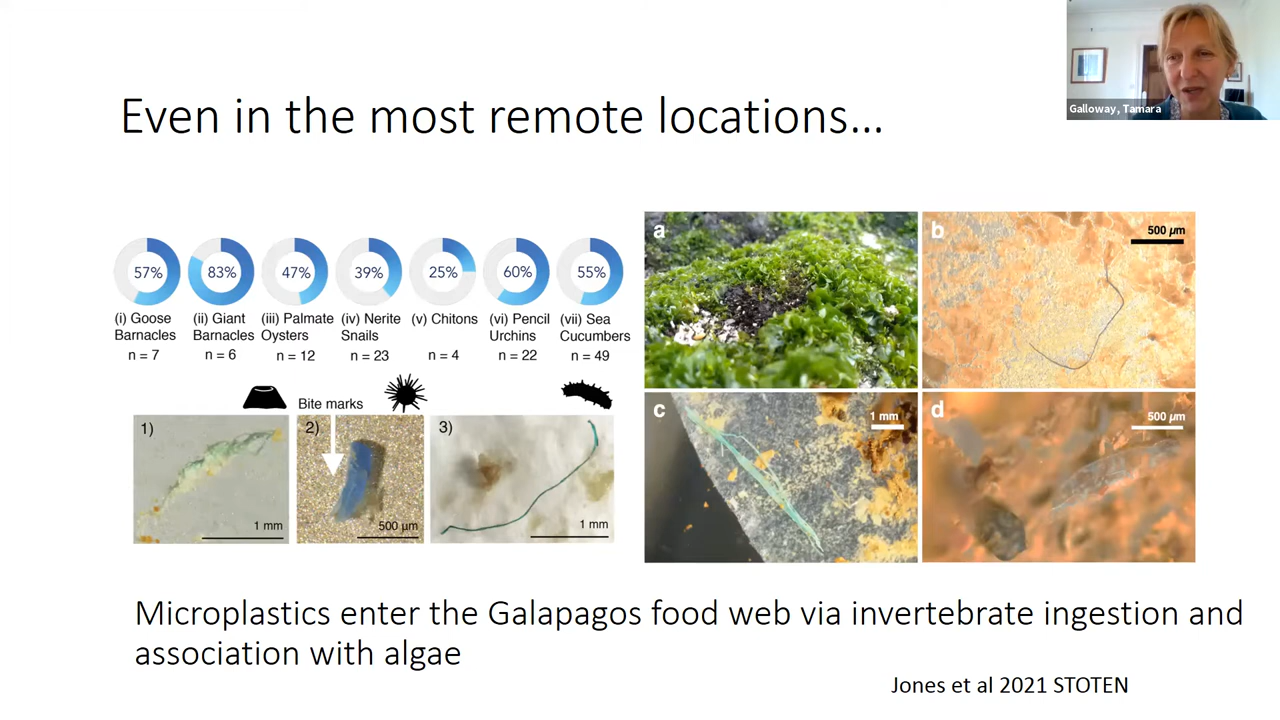 Galloway, Tamara
Even in the most remote locations...
57%
83%
47%
39%
25%
60%
55%
(i) Goose
Barnacles
n = 7
(ii) Giant
Barnacles
n = 6
(iii) Palmate
Oysters
n = 12
(iv) Nerite
Snails
n = 23
(v) Chitons
n = 4
(vi) Pencil
Urchins
n = 22
(vii) Sea
Cucumbers
n = 49
Bite marks
1)
1 mm
2)
500 µm
3)
1 mm
a
b
500 µm
c
1 mm
d
500 µm
Microplastics enter the Galapagos food web via invertebrate ingestion and
association with algae
Jones et al 2021 STOTEN